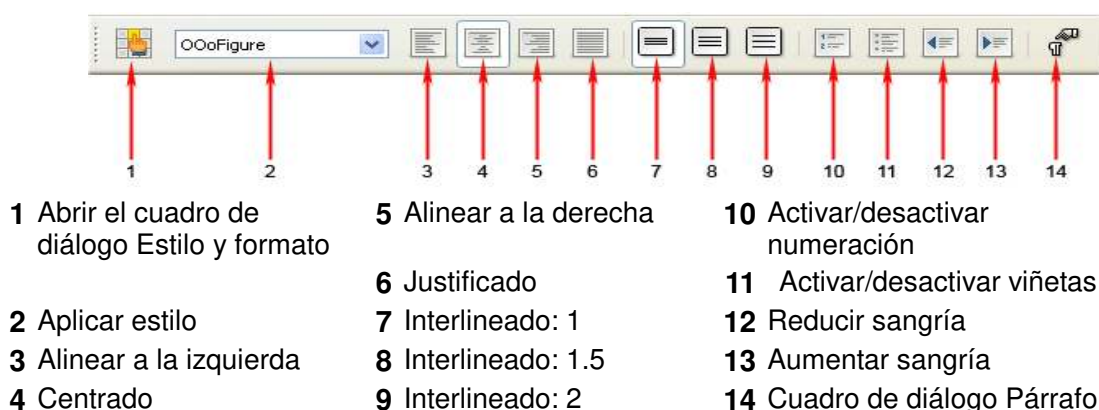 OOoFigure
1 2 3 4 5 6 7 8 9 10 11 12 13 14
1 Abrir el cuadro de
diálogo Estilo y formato
2 Aplicar estilo
3 Alinear a la izquierda
4 Centrado
5 Alinear a la derecha
6 Justificado
7 Interlineado: 1
8 Interlineado: 1.5
9 Interlineado: 2
10 Activar/desactivar
numeración
11 Activar/desactivar viñetas
12 Reducir sangría
13 Aumentar sangría
14 Cuadro de diálogo Párrafo